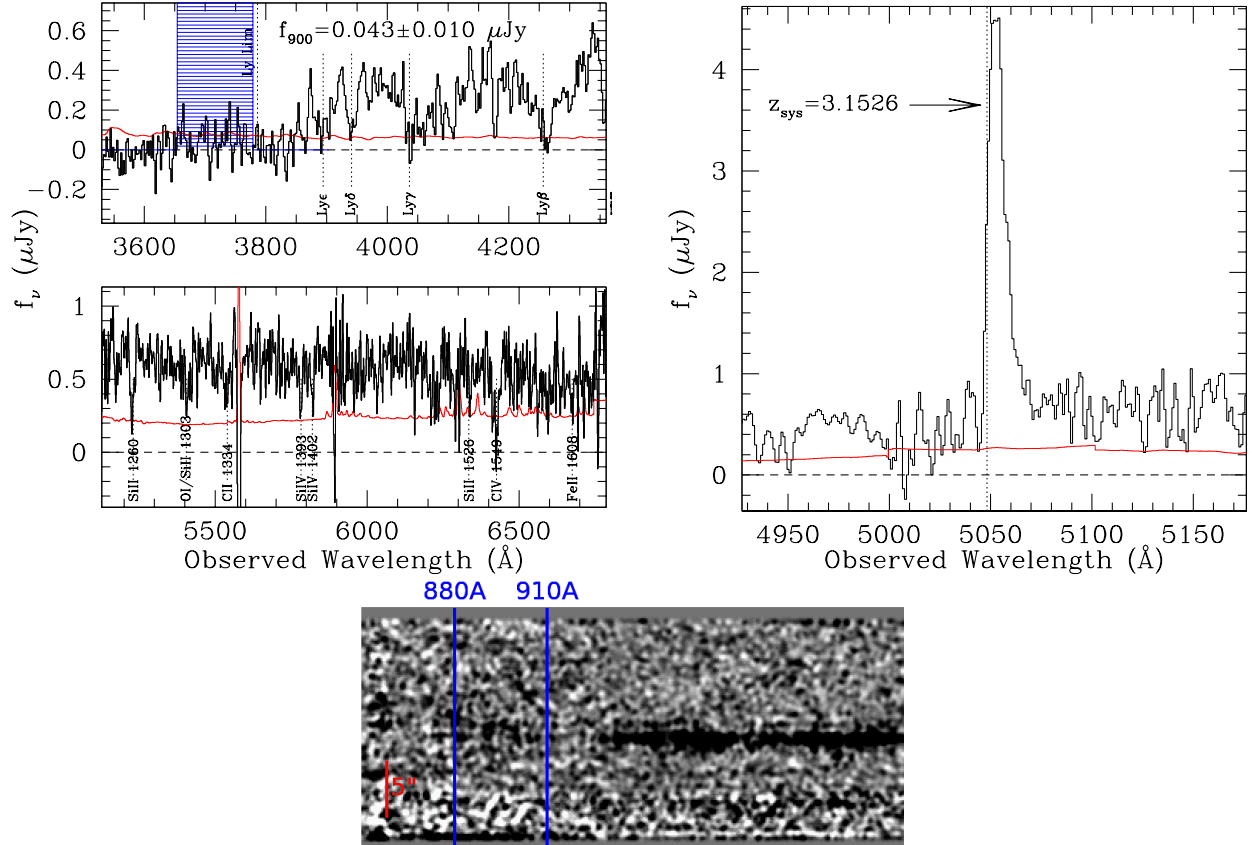 f900=0.043±0.010 μJy
Ly Lim
0.6
0.4
0.2
0
−0.2
Lyϵ
Lyδ
Lyγ
Lyβ
3600
3800
4000
4200
fν (μJy)
1
0.5
0
SiII 1260
OI/SiII 1303
CII 1334
SiIV 1393
SiIV 1402
SiII 1526
CIV 1549
FeII 1608
5500
6000
6500
Observed Wavelength (Å)
zsys=3.1526
fν (μJy)
4
3
2
1
0
4950
5000
5050
5100
5150
Observed Wavelength (Å)
880A
910A
5"